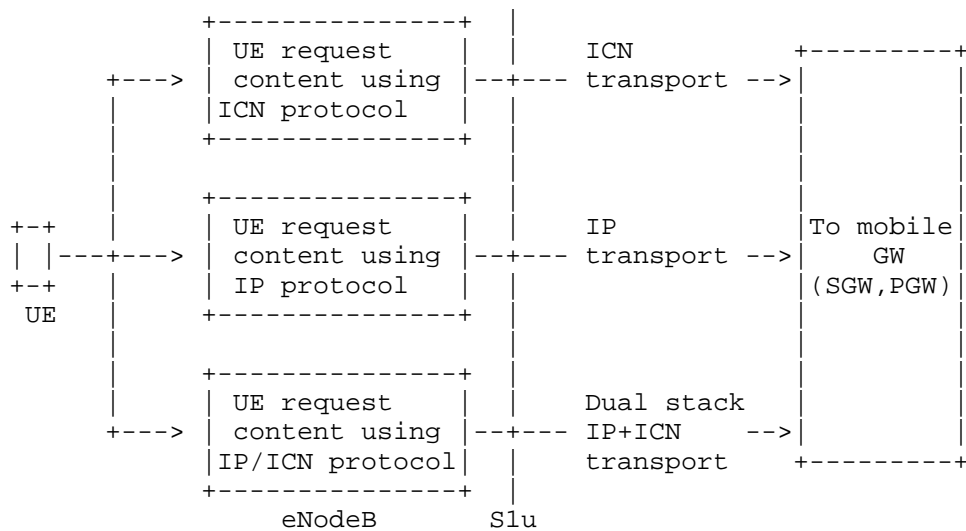 UE request
content using
ICN protocol
ICN
transport
UE request
content using
IP protocol
IP
transport
UE
To mobile
GW
(SGW,PGW)
UE request
content using
IP/ICN protocol
Dual stack
IP+ICN
transport
eNodeB
S1u